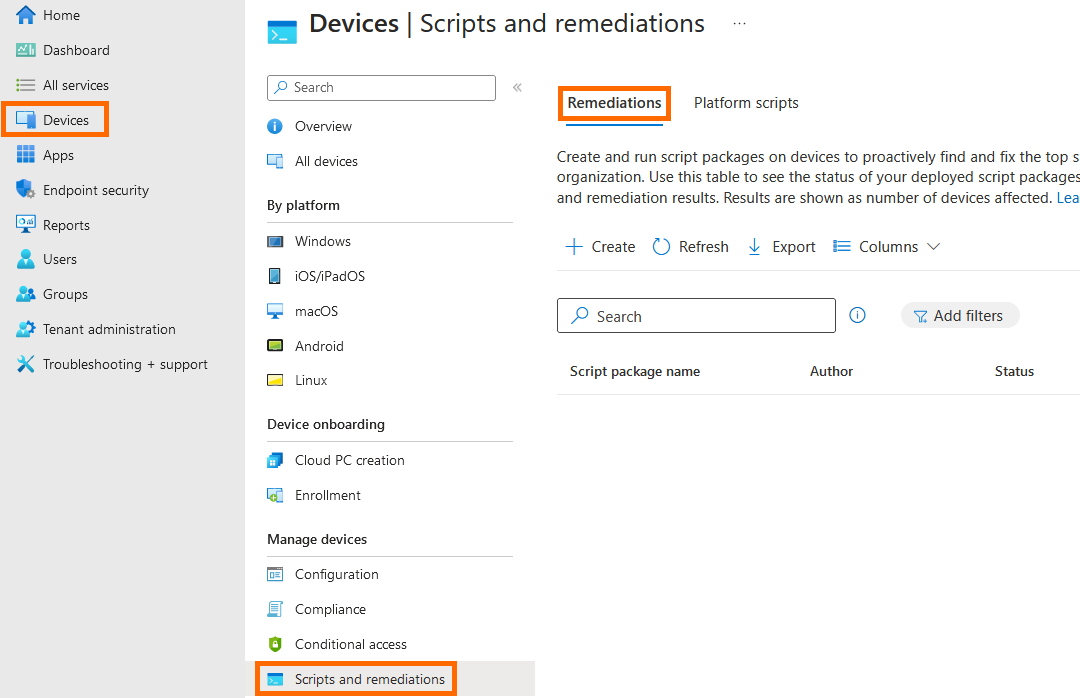 Home
Dashboard
All services
Devices
Apps
Endpoint security
Reports
Users
Groups
Tenant administration
Troubleshooting + support
Devices | Scripts and remediations ...
Search «
Overview
All devices
By platform
Windows
iOS/iPadOS
macOS
Android
Linux
Device onboarding
Cloud PC creation
Enrollment
Manage devices
Configuration
Compliance
Conditional access
Scripts and remediations
Remediations Platform scripts
Create and run script packages on devices to proactively find and fix the top s
organization. Use this table to see the status of your deployed script packages
and remediation results. Results are shown as number of devices affected. Lea
Create Refresh Export Columns
Search Add filters
Script package name Author Status